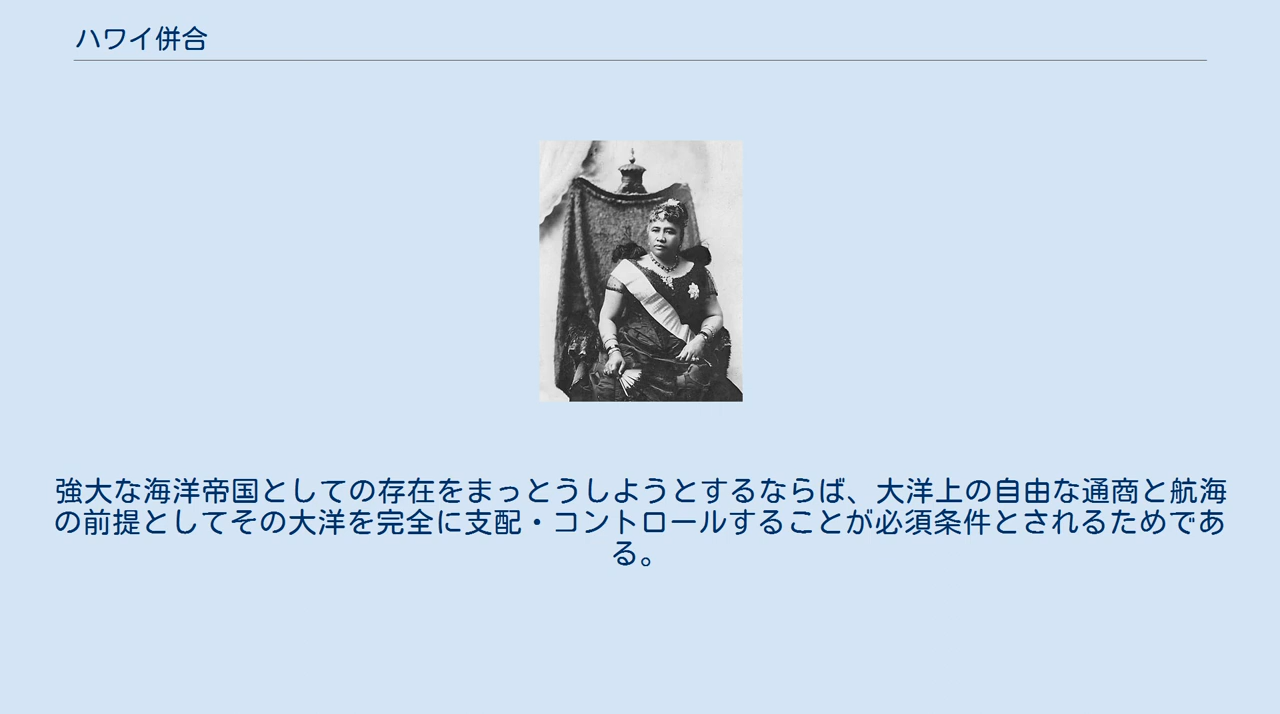 ハワイ併合
強大な海洋帝国としての存在をまっとうしようとするならば、大洋上の自由な通商と航海
の前提としてその大洋を完全に支配・コントロールすることが必須条件とされるためであ
る。